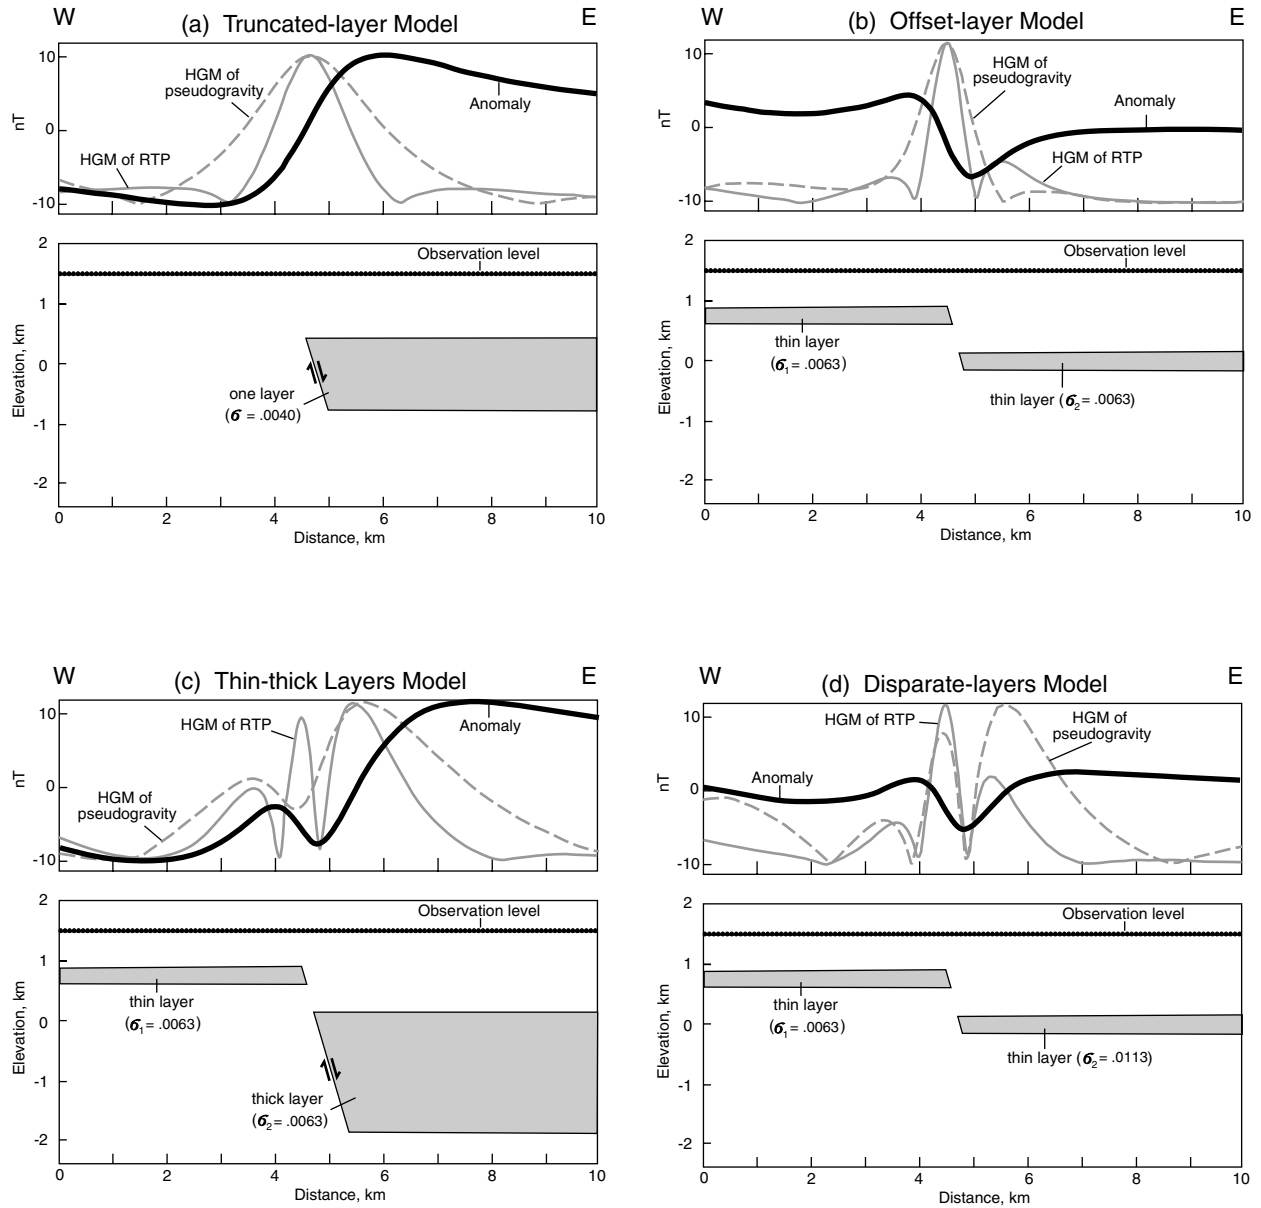 W
(a) Truncated-layer Model
E
10
0
-10
nT
HGM of
pseudogravity
HGM of RTP
Anomaly
2
1
0
-1
-2
Elevation, km
Observation level
one layer
(σ = .0040)
0 2 4 6 8 10
Distance, km
W
(b) Offset-layer Model
E
10
0
-10
nT
HGM of
pseudogravity
Anomaly
HGM of RTP
2
1
0
-1
-2
Elevation, km
Observation level
thin layer
(σ1 = .0063)
thin layer (σ2 = .0063)
0 2 4 6 8 10
Distance, km
W
(c) Thin-thick Layers Model
E
10
0
-10
nT
HGM of RTP
Anomaly
HGM of
pseudogravity
2
1
0
-1
-2
Elevation, km
Observation level
thin layer
(σ1 = .0063)
thick layer
(σ2 = .0063)
0 2 4 6 8 10
Distance, km
W
(d) Disparate-layers Model
E
10
0
-10
nT
HGM of RTP
HGM of
pseudogravity
Anomaly
2
1
0
-1
-2
Elevation, km
Observation level
thin layer
(σ1 = .0063)
thin layer (σ2 = .0113)
0 2 4 6 8 10
Distance, km